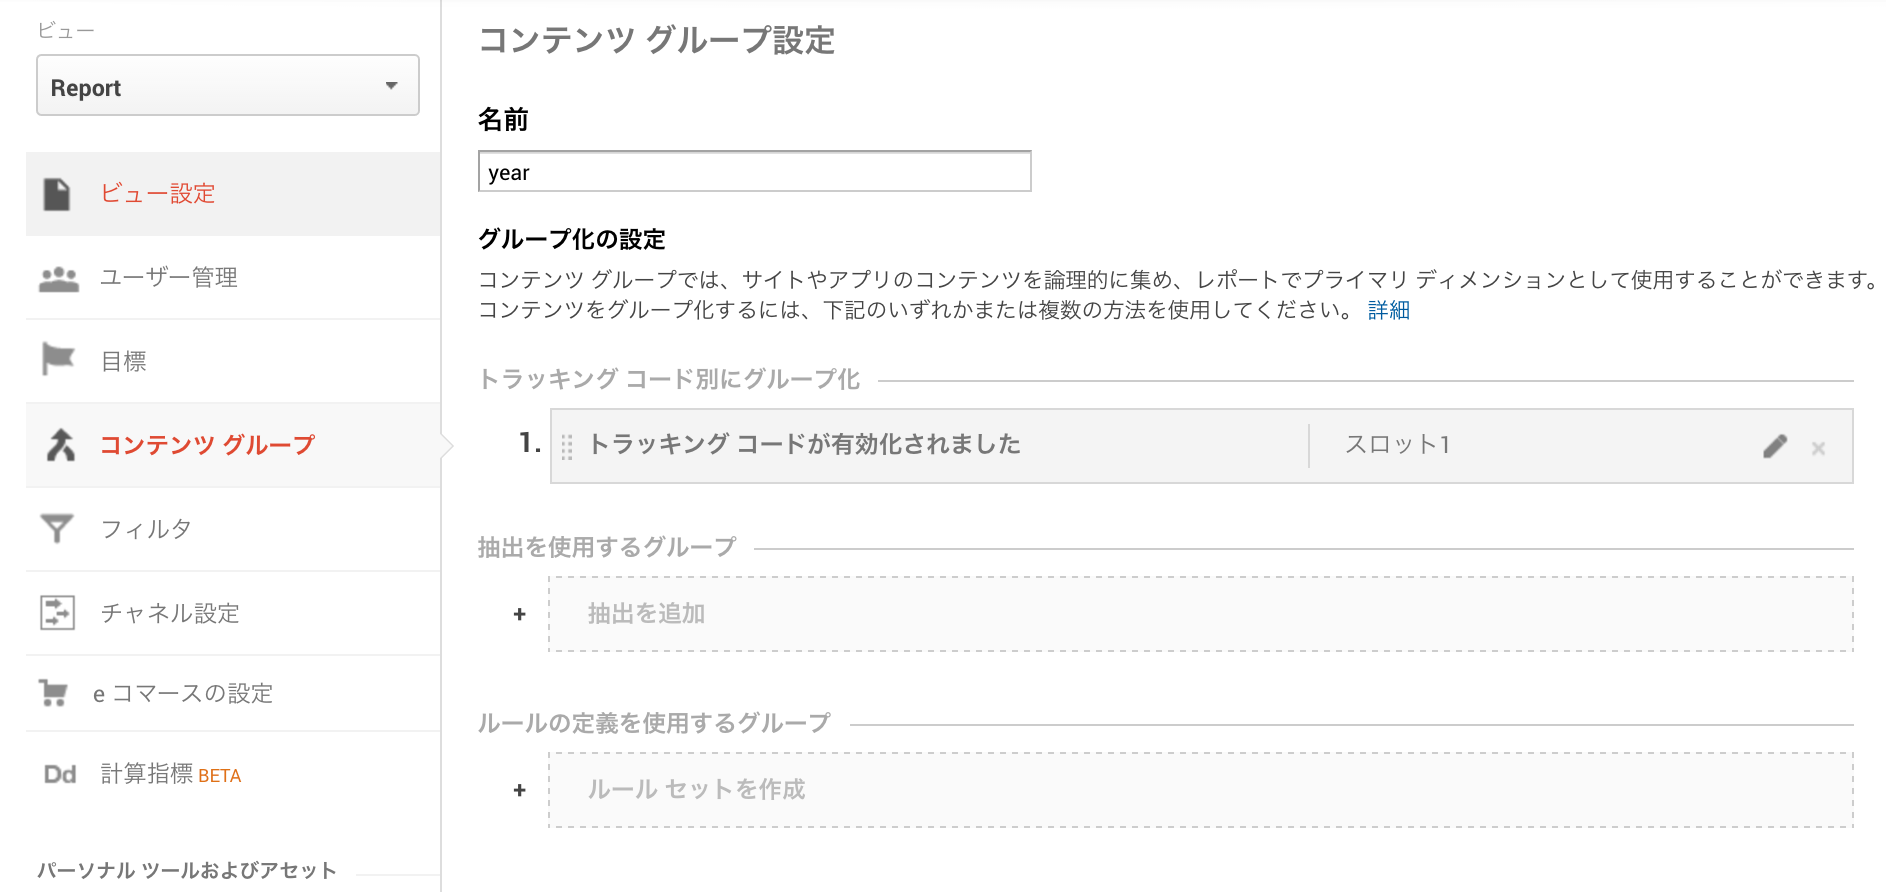 ビュー
Report
ビュー設定
ユーザー管理
目標
コンテンツ グループ
フィルタ
チャネル設定
e コマースの設定
Dd 計算指標 BETA
パーソナル ツールおよびアセット
コンテンツ グループ設定
名前
year
グループ化の設定
コンテンツ グループでは、サイトやアプリのコンテンツを論理的に集め、レポートでプライマリ ディメンションとして使用することができます。
コンテンツをグループ化するには、下記のいずれかまたは複数の方法を使用してください。 詳細
トラッキング コード別にグループ化
1. トラッキング コードが有効化されました スロット1
抽出を使用するグループ
+ 抽出を追加
ルールの定義を使用するグループ
+ ルール セットを作成